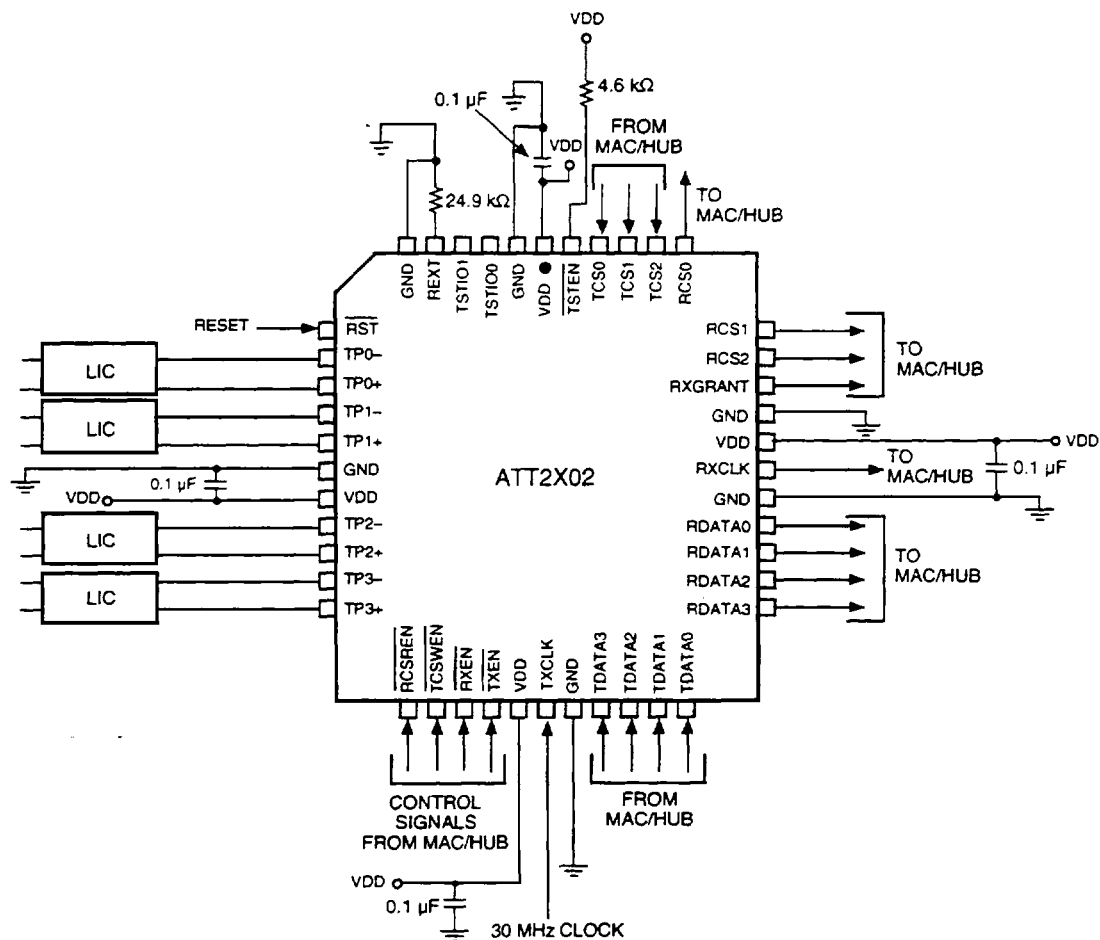 VDD
4.6 kΩ
0.1 µF
FROM
MAC/HUB
VDD
24.9 kΩ
TO
MAC/HUB
GND
REXT
TSTIO1
TSTIO0
GND
VDD
TSTEN
TCS0
TCS1
TCS2
RCS0
RESET
RST
LIC
TP0–
TP0+
LIC
TP1–
TP1+
GND
0.1 µF
VDD
VDD
LIC
TP2–
TP2+
LIC
TP3–
TP3+
ATT2X02
RCS1
RCS2
RXGRANT
TO
MAC/HUB
GND
VDD
VDD
RXCLK
TO
MAC/HUB
0.1 µF
GND
RDATA0
RDATA1
RDATA2
RDATA3
TO
MAC/HUB
RCSREN
TCSWEN
RXEN
TXEN
VDD
TXCLK
GND
TDATA3
TDATA2
TDATA1
TDATA0
CONTROL
SIGNALS
FROM MAC/HUB
FROM
MAC/HUB
VDD
0.1 µF
30 MHz CLOCK